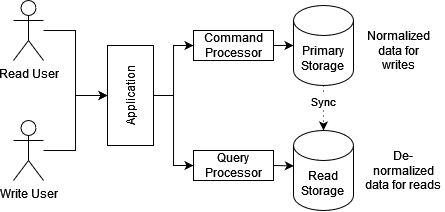 Read User
Write User
Application
Command
Processor
Query
Processor
Primary
Storage
Sync
Read
Storage
Normalized
data for
writes
De-
normalized
data for reads